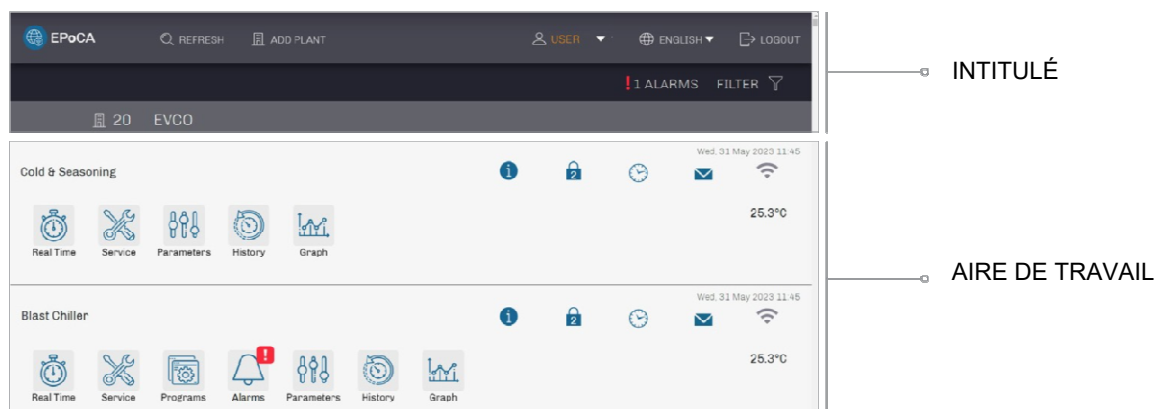 EPoCA REFRESH ADD PLANT USER ENGLISH LOGOUT
! 1 ALARMS FILTER
20 EVCO
INTITULÉ
Wed, 31 May 2023 11:45
Cold & Seasoning
2
25.3°C
Real Time Service Parameters History Graph
AIRE DE TRAVAIL
Wed, 31 May 2023 11:45
Blast Chiller
2
25.3°C
Real Time Service Programs Alarms Parameters History Graph